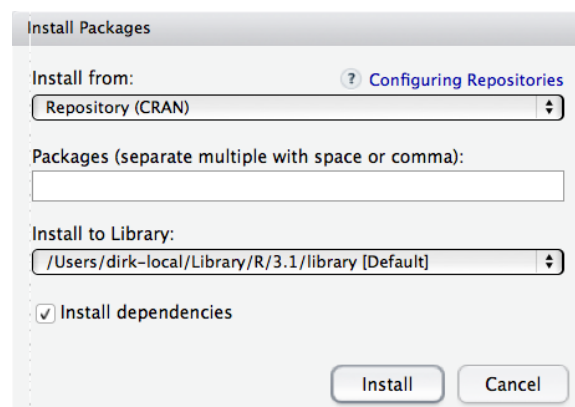 Install Packages
Install from:
? Configuring Repositories
Repository (CRAN)
Packages (separate multiple with space or comma):
Install to Library:
/Users/dirk-local/Library/R/3.1/library [Default]
Install dependencies
Install Cancel